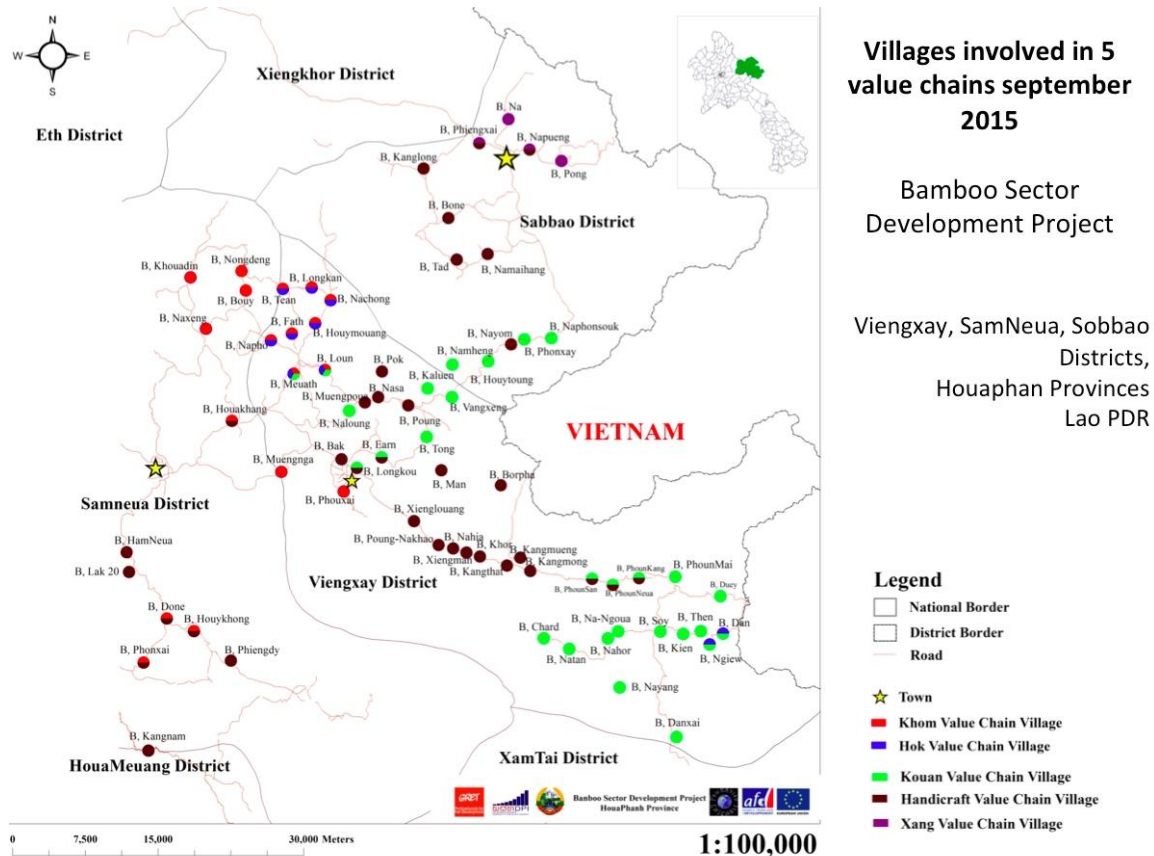 N
W
E
S
Xiengkhor District
Eth District
B, Na
B, Phiengxai
B, Napueng
B, Kanglong
B, Pong
B, Bone
Sabbao District
B, Tad
B, Namaihang
B, Nongdeng
B, Khouadin
B, Longkan
B, Bouy
B, Tean
B, Nachong
B, Naxeng
B, Fath
B, Houymouang
B, Napho
B, Nayom
B, Naphonsouk
B, Phonxay
B, Namheng
B, Houytoung
B, Loun
B, Pok
B, Meuath
B, Kaluen
B, Muengpoun
B, Nasa
B, Vangxeng
B, Naloung
B, Poung
B, Houakhang
VIETNAM
B, Bak
B, Earn
B, Tong
B, Muengnga
B, Longkou
B, Man
B, Borpha
B, Phouxai
Samneua District
B, Xienglouang
B, HamNeua
B, Poung-Nakhao
B, Nahia
B, Khor
B, Kangmueng
B, Xiengman
B, Kangthat
B, Kangmong
B, Lak 20
Viengxay District
B, PhounSan
B, PhounNeua
B, PhounKang
B, PhounMai
B, Duey
B, Done
B, Houykhong
B, Phonxai
B, Phiengdy
B, Chard
B, Natan
B, Na-Ngoua
B, Nahor
B, Soy
B, Kien
B, Then
B, Dan
B, Ngiew
B, Nayang
B, Danxai
B, Kangnam
HouaMeuang District
XamTai District
GRET
Banboo Sector Development Project
HouaPhanh Province
afd
EUROPEAN UNION
0 7,500 15,000 30,000 Meters
1:100,000
Villages involved in 5
value chains september
2015
Bamboo Sector
Development Project
Viengxay, SamNeua, Sobbao
Districts,
Houaphan Provinces
Lao PDR
Legend
National Border
District Border
Road
Town
Khom Value Chain Village
Hok Value Chain Village
Kouan Value Chain Village
Handicraft Value Chain Village
Xang Value Chain Village